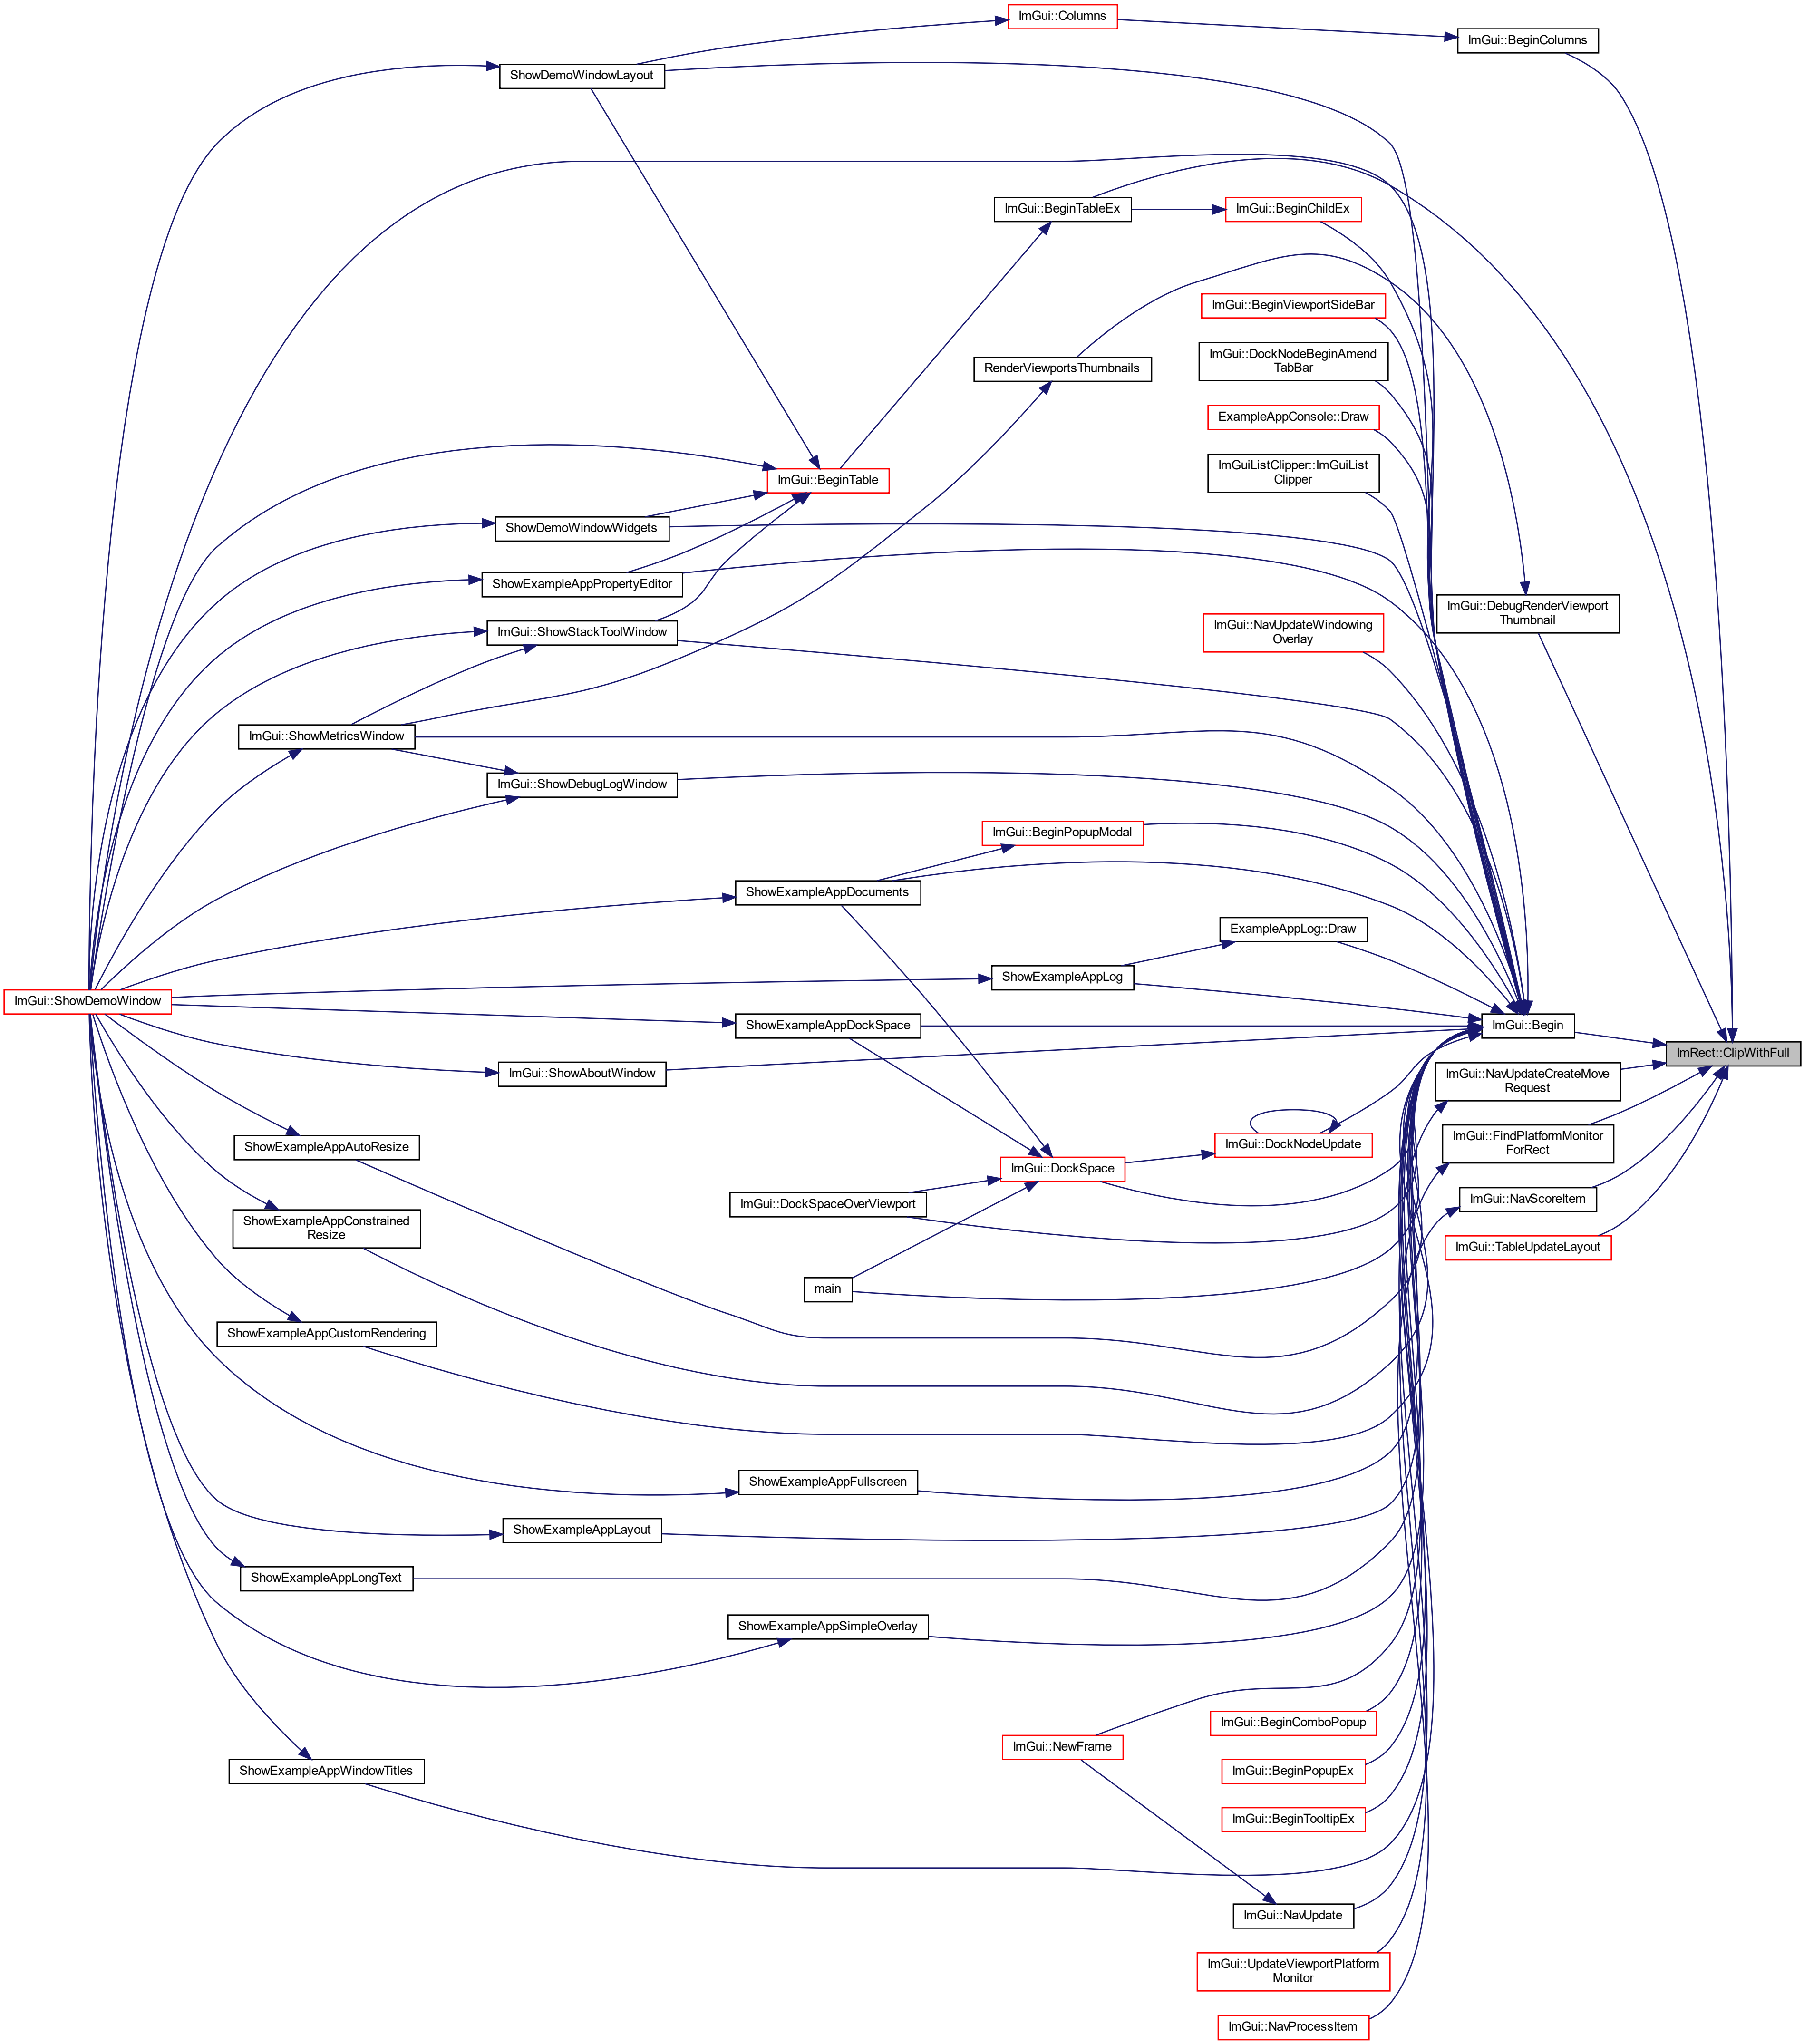 ImGui::Columns
ImGui::BeginColumns
ShowDemoWindowLayout
ImGui::BeginTableEx
ImGui::BeginChildEx
ImGui::BeginViewportSideBar
ImGui::DockNodeBeginAmend
TabBar
RenderViewportsThumbnails
ExampleAppConsole::Draw
ImGuiListClipper::ImGuiList
Clipper
ImGui::BeginTable
ShowDemoWindowWidgets
ShowExampleAppPropertyEditor
ImGui::DebugRenderViewport
Thumbnail
ImGui::ShowStackToolWindow
ImGui::NavUpdateWindowing
Overlay
ImGui::ShowMetricsWindow
ImGui::ShowDebugLogWindow
ImGui::BeginPopupModal
ShowExampleAppDocuments
ExampleAppLog::Draw
ShowExampleAppLog
ImGui::ShowDemoWindow
ShowExampleAppDockSpace
ImGui::Begin
ImRect::ClipWithFull
ImGui::ShowAboutWindow
ImGui::NavUpdateCreateMove
Request
ShowExampleAppAutoResize
ImGui::DockNodeUpdate
ImGui::FindPlatformMonitor
ForRect
ImGui::DockSpace
ImGui::DockSpaceOverViewport
ImGui::NavScoreItem
ShowExampleAppConstrained
Resize
ImGui::TableUpdateLayout
main
ShowExampleAppCustomRendering
ShowExampleAppFullscreen
ShowExampleAppLayout
ShowExampleAppLongText
ShowExampleAppSimpleOverlay
ImGui::BeginComboPopup
ImGui::NewFrame
ShowExampleAppWindowTitles
ImGui::BeginPopupEx
ImGui::BeginTooltipEx
ImGui::NavUpdate
ImGui::UpdateViewportPlatform
Monitor
ImGui::NavProcessItem